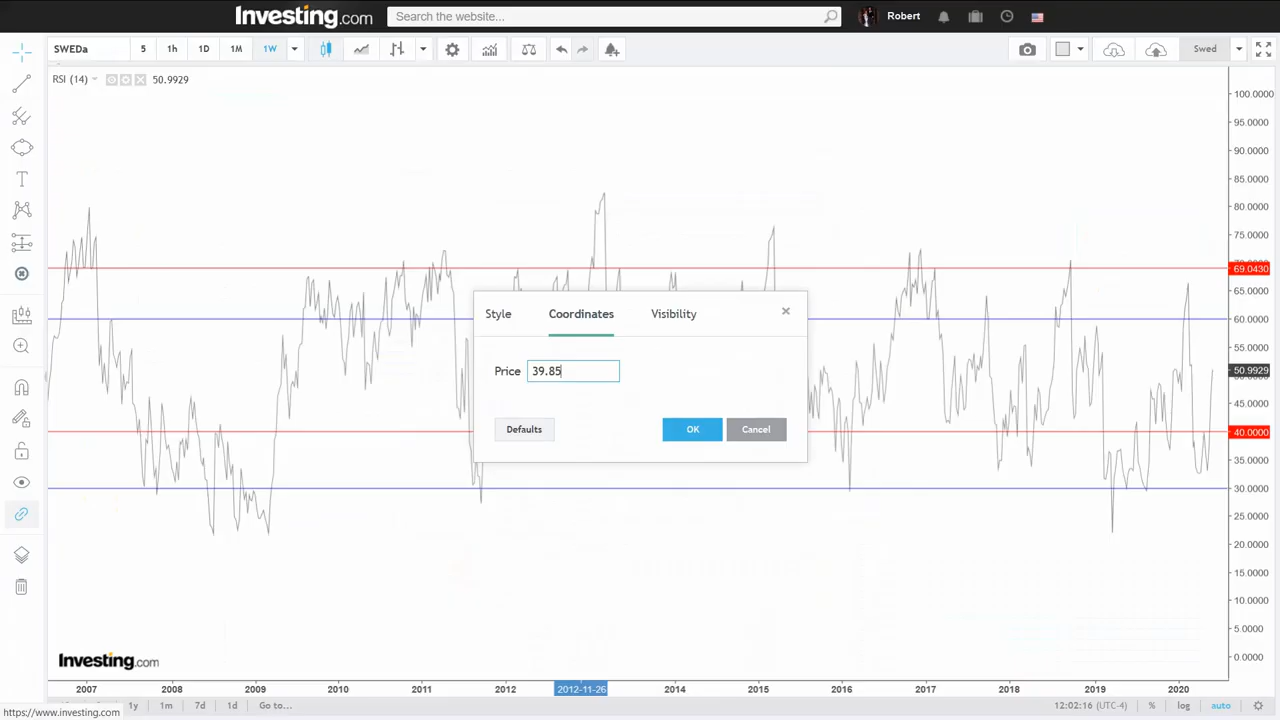 Investing.com
Search the website...
Robert
SWEDa
5
1h
1D
1M
1W
Swed
RSI (14)
50.9929
100.0000
95.0000
90.0000
85.0000
80.0000
75.0000
69.0430
65.0000
60.0000
55.0000
50.9929
45.0000
40.0000
35.0000
30.0000
25.0000
20.0000
15.0000
10.0000
5.0000
0.0000
Style
Coordinates
Visibility
Price
39.85
Defaults
OK
Cancel
Investing.com
2007
2008
2009
2010
2011
2012
2012-11-26
2014
2015
2016
2017
2018
2019
2020
https://www.investing.com
1y
1m
7d
1d
Go to...
12:02:16 (UTC-4)
%
log
auto